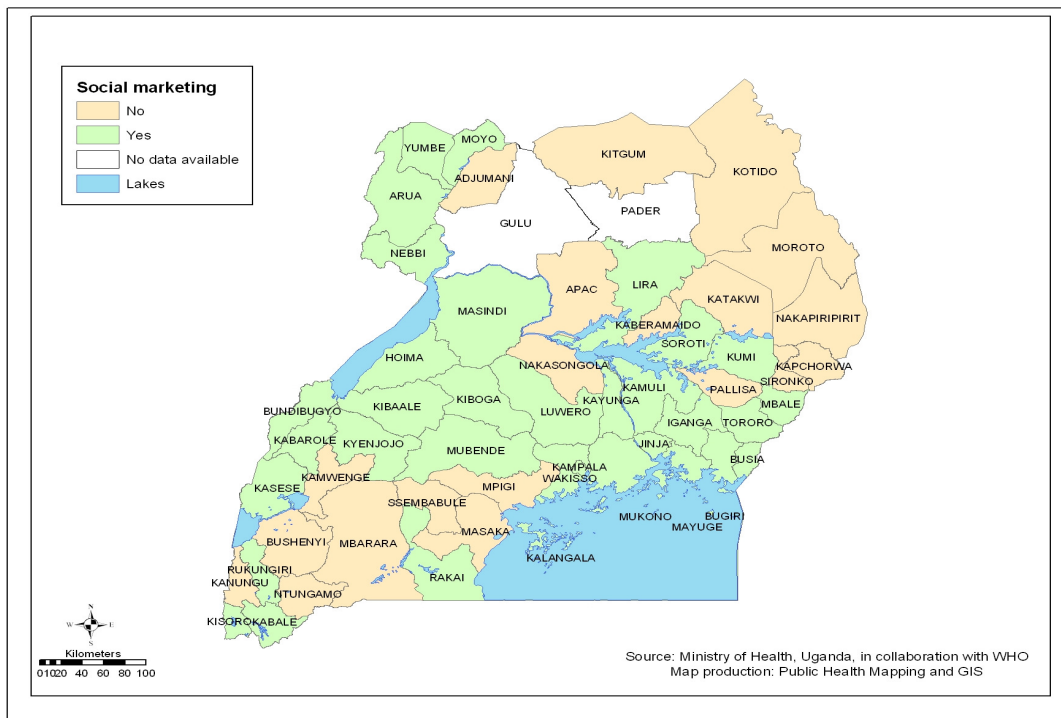 Social marketing
No
Yes
No data available
Lakes
MOYO
YUMBE
KITGUM
ADJUMANI
KOTIDO
ARUA
PADER
GULU
MOROTO
NEBBI
LIRA
APAC
KATAKWI
MASINDI
NAKAPIRIPIRIT
KABERAMAIDO
SOROTI
HOIMA
KUMI
NAKASONGOLA
KAPCHORWA
SIRONKO
KAMULI
PALLISA
KIBOGA
KAYUNGA
MBALE
KIBAALE
LUWERO
BUNDIBUGYO
IGANGA
TORORO
KABAROLE
KYENJOJO
JINJA
MUBENDE
BUSIA
KAMPALA
KAMWENGE
WAKISSO
KASESE
MPIGI
SSEMBABULE
MUKONO
BUGIRI
MASAKA
MAYUGE
BUSHENYI
MBARARA
KALANGALA
RUKUNGIRI
RAKAI
KANUNGU
NTUNGAMO
KISORO
KABALE
N
W
E
S
Kilometers
0 10 20 40 60 80 100
Source: Ministry of Health, Uganda, in collaboration with WHO
Map production: Public Health Mapping and GIS